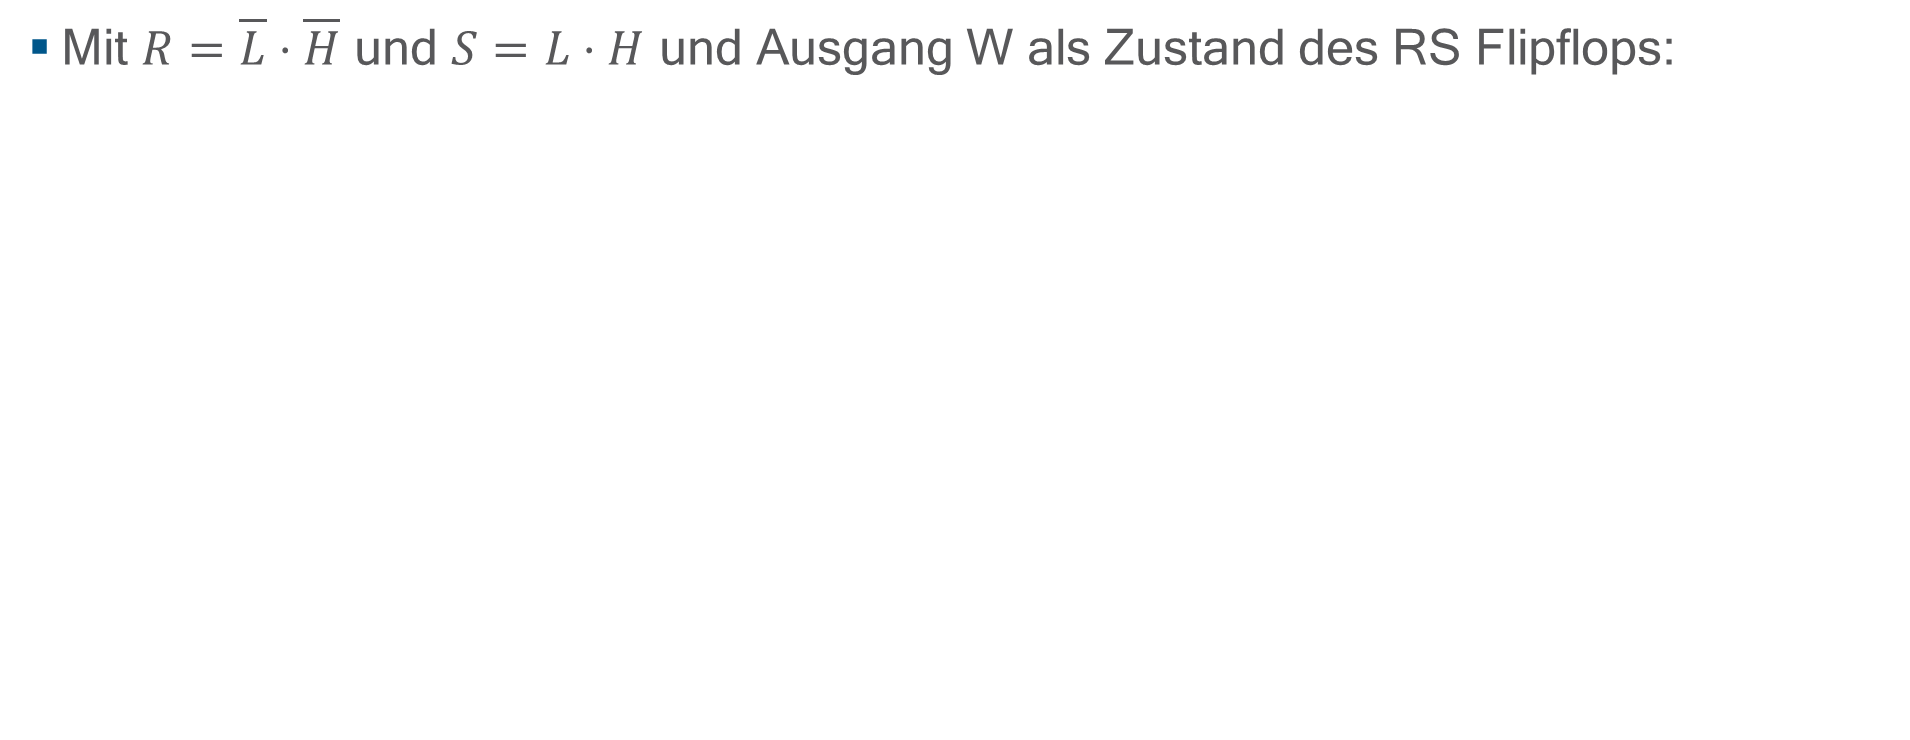 ▪ Mit R = L̅ · H̅ und S = L · H und Ausgang W als Zustand des RS Flipflops: